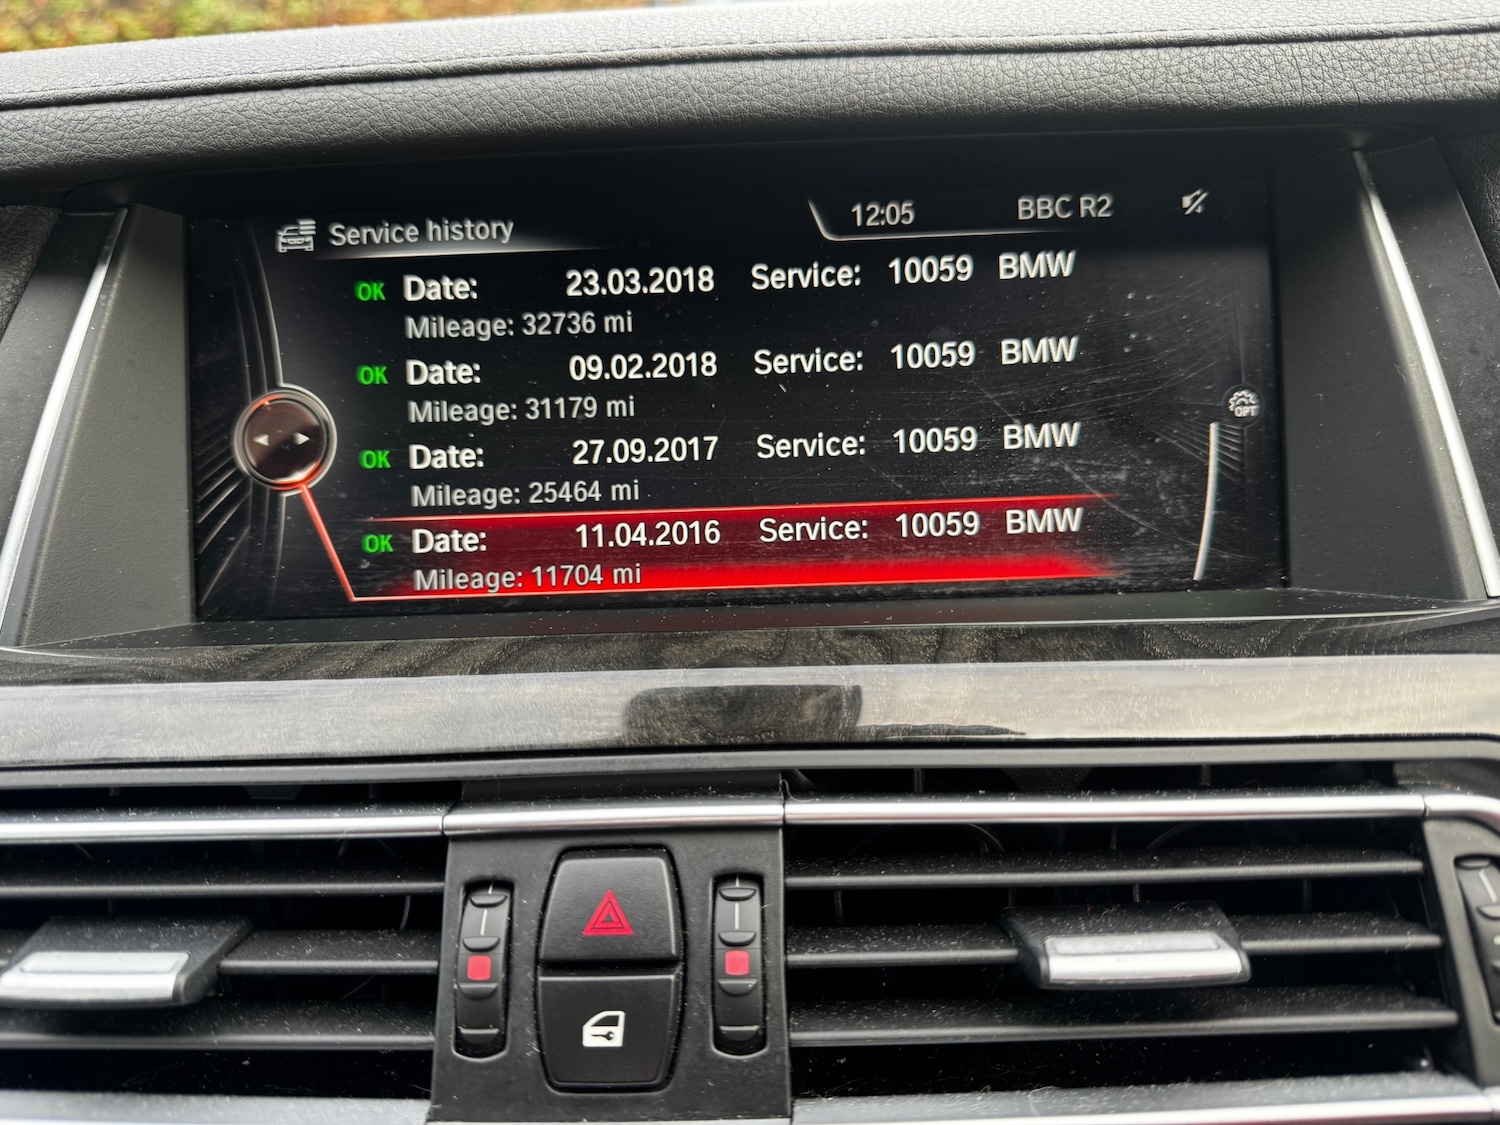 Service history
12:05 BBC R2
OK Date: 23.03.2018 Service: 10059 BMW
Mileage: 32736 mi
OK Date: 09.02.2018 Service: 10059 BMW
Mileage: 31179 mi
OPT
OK Date: 27.09.2017 Service: 10059 BMW
Mileage: 25464 mi
OK Date: 11.04.2016 Service: 10059 BMW
Mileage: 11704 mi